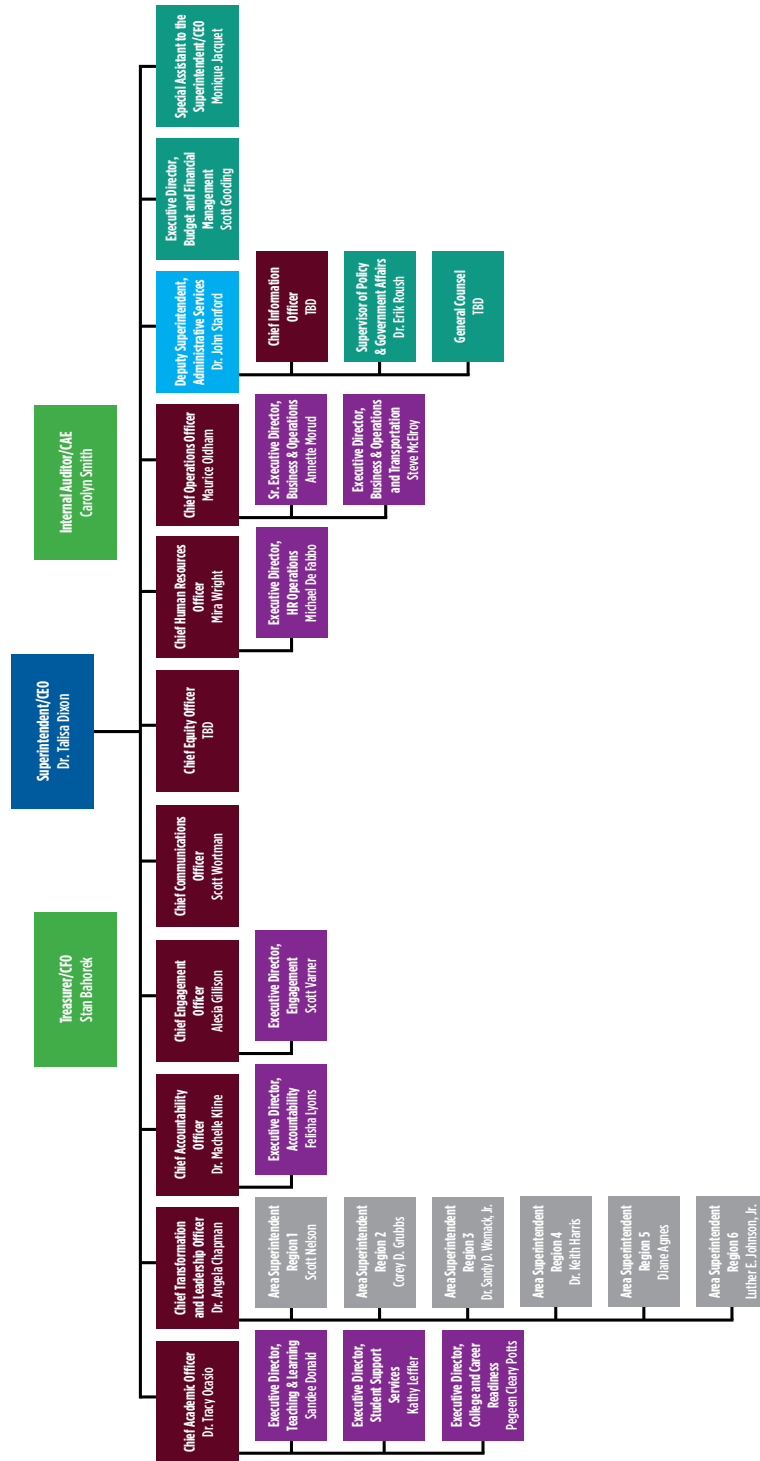 Superintendent/CEO
Dr. Talisa Dixon
Treasurer/CFO
Stan Bahorek
Internal Auditor/CAE
Carolyn Smith
Chief Academic Officer
Dr. Tracy Ocasio
Chief Transformation
and Leadership Officer
Dr. Angela Chapman
Chief Accountability
Officer
Dr. Machelle Kline
Chief Engagement
Officer
Alesia Gillison
Chief Communications
Officer
Scott Wortman
Chief Equity Officer
TBD
Chief Human Resources
Officer
Mira Wright
Chief Operations Officer
Maurice Oldham
Deputy Superintendent,
Administrative Services
Dr. John Stanford
Executive Director,
Budget and Financial
Management
Scott Gooding
Special Assistant to the
Superintendent/CEO
Monique Jacquet
Executive Director,
Teaching & Learning
Sandee Donald
Executive Director,
Student Support
Services
Kathy Leffler
Executive Director,
College and Career
Readiness
Pegeen Cleary Potts
Area Superintendent
Region 1
Scott Nelson
Area Superintendent
Region 2
Corey D. Grubbs
Area Superintendent
Region 3
Dr. Sandy D. Womack, Jr.
Area Superintendent
Region 4
Dr. Keith Harris
Area Superintendent
Region 5
Diane Agnes
Area Superintendent
Region 6
Luther E. Johnson, Jr.
Executive Director,
Accountability
Felisha Lyons
Executive Director,
Engagement
Scott Varner
Executive Director,
HR Operations
Michael De Fabbo
Sr. Executive Director,
Business & Operations
Annette Morud
Executive Director,
Business & Operations
and Transportation
Steve McElroy
Chief Information
Officer
TBD
Supervisor of Policy
& Government Affairs
Dr. Erik Roush
General Counsel
TBD